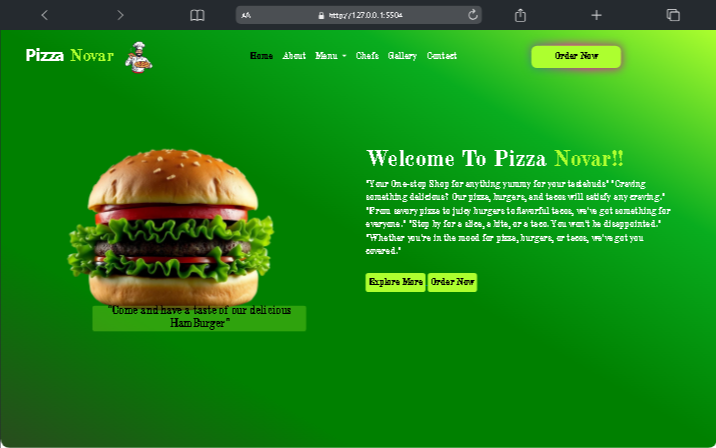 AA http://127.0.0.1:5504
Pizza Novar Home About Menu Chefs Gallery Contact Order Now
Welcome To Pizza Novar!!
"Your One-stop Shop for anything yummy for your tastebuds" "Craving
something delicious? Our pizza, burgers, and tacos will satisfy any craving."
"From savory pizza to juicy burgers to flavorful tacos, we've got something for
everyone." "Stop by for a slice, a bite, or a taco. You won't be disappointed."
"Whether you're in the mood for pizza, burgers, or tacos, we've got you
covered."
Explore More Order Now
"Come and have a taste of our delicious
HamBurger"